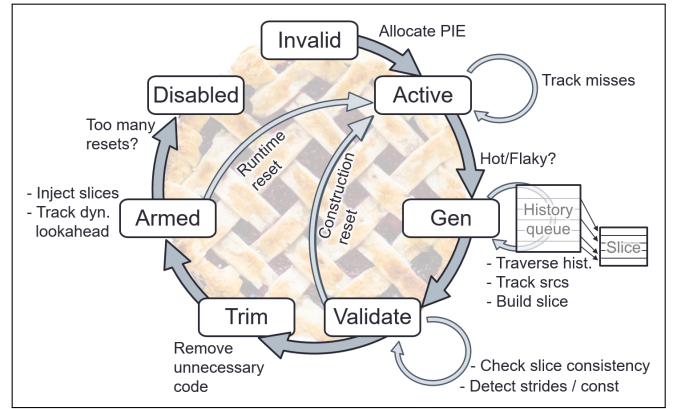 Invalid
Allocate PIE
Disabled
Active
Track misses
Too many
resets?
Runtime
reset
Construction
reset
Hot/Flaky?
- Inject slices
- Track dyn.
lookahead
Armed
Gen
History
queue
Slice
- Traverse hist.
- Track srcs
- Build slice
Trim
Validate
Remove
unnecessary
code
- Check slice consistency
- Detect strides / const